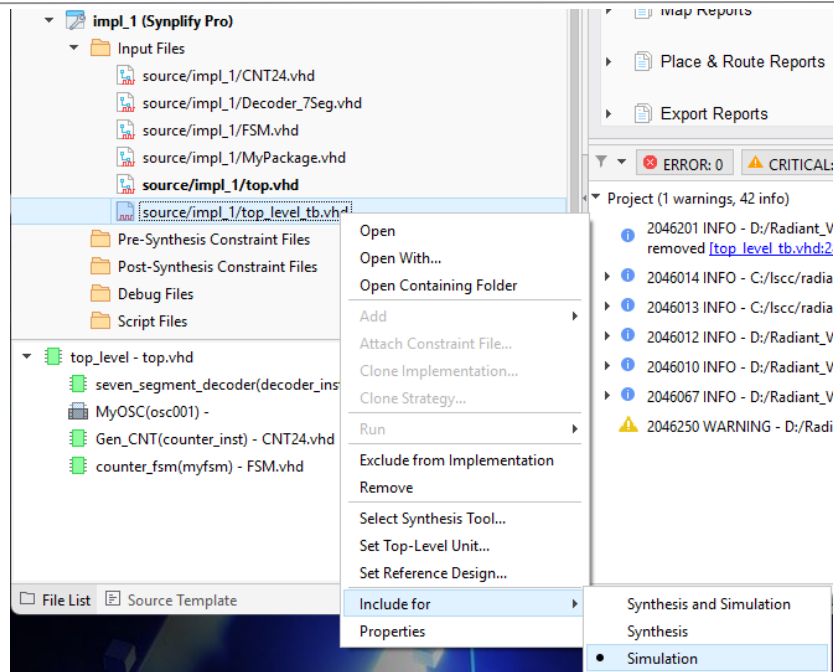 impl_1 (Synplify Pro)
Input Files
source/impl_1/CNT24.vhd
source/impl_1/Decoder_7Seg.vhd
source/impl_1/FSM.vhd
source/impl_1/MyPackage.vhd
source/impl_1/top.vhd
source/impl_1/top_level_tb.vhd
Pre-Synthesis Constraint Files
Post-Synthesis Constraint Files
Debug Files
Script Files
top_level - top.vhd
seven_segment_decoder(decoder_ins
MyOSC(osc001) -
Gen_CNT(counter_inst) - CNT24.vhd
counter_fsm(myfsm) - FSM.vhd
File List
Source Template
Open
Open With...
Open Containing Folder
Add
Attach Constraint File...
Clone Implementation...
Clone Strategy...
Run
Exclude from Implementation
Remove
Select Synthesis Tool...
Set Top-Level Unit...
Set Reference Design...
Include for
Properties
Synthesis and Simulation
Synthesis
Simulation
Map Reports
Place & Route Reports
Export Reports
ERROR: 0
CRITICAL:
Project (1 warnings, 42 info)
2046201 INFO - D:/Radiant_V
removed [top_level_tb.vhd:2
2046014 INFO - C:/lscc/radia
2046013 INFO - C:/lscc/radia
2046012 INFO - D:/Radiant_V
2046010 INFO - D:/Radiant_V
2046067 INFO - D:/Radiant_V
2046250 WARNING - D:/Radi